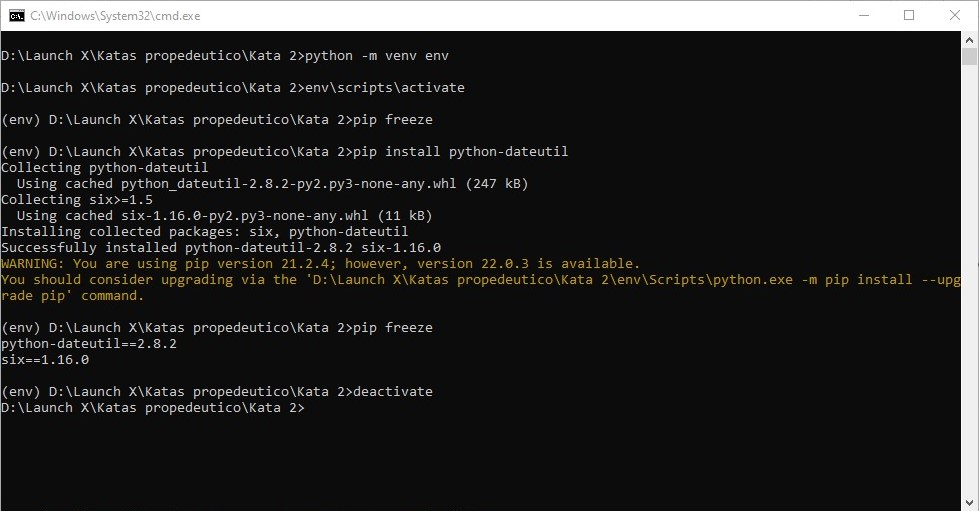 C:\Windows\System32\cmd.exe
D:\Launch X\Katas propedeutico\Kata 2>python -m venv env
D:\Launch X\Katas propedeutico\Kata 2>env\scripts\activate
(env) D:\Launch X\Katas propedeutico\Kata 2>pip freeze
(env) D:\Launch X\Katas propedeutico\Kata 2>pip install python-dateutil
Collecting python-dateutil
  Using cached python_dateutil-2.8.2-py2.py3-none-any.whl (247 kB)
Collecting six>=1.5
  Using cached six-1.16.0-py2.py3-none-any.whl (11 kB)
Installing collected packages: six, python-dateutil
Successfully installed python-dateutil-2.8.2 six-1.16.0
WARNING: You are using pip version 21.2.4; however, version 22.0.3 is available.
You should consider upgrading via the 'D:\Launch X\Katas propedeutico\Kata 2\env\Scripts\python.exe -m pip install --upg
rade pip' command.
(env) D:\Launch X\Katas propedeutico\Kata 2>pip freeze
python-dateutil==2.8.2
six==1.16.0
(env) D:\Launch X\Katas propedeutico\Kata 2>deactivate
D:\Launch X\Katas propedeutico\Kata 2>